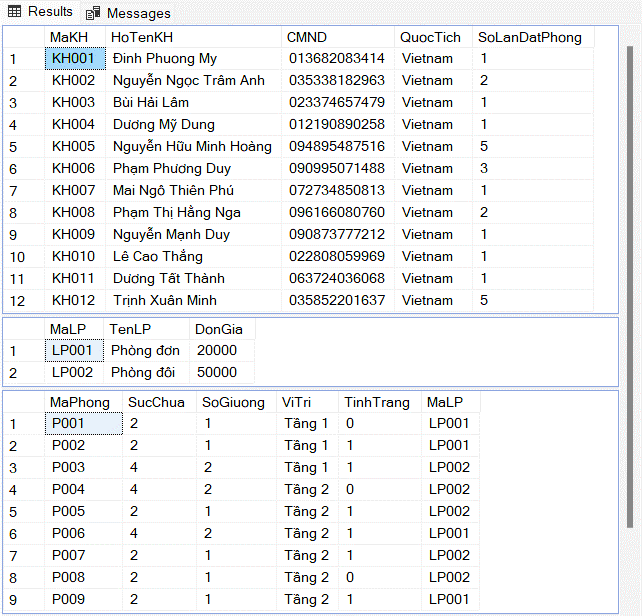 Results Messages
MaKH HoTenKH CMND QuocTich SoLanDatPhong
1 KH001 Đinh Phuong My 013682083414 Vietnam 1
2 KH002 Nguyễn Ngọc Trâm Anh 035338182963 Vietnam 2
3 KH003 Bùi Hải Lâm 023374657479 Vietnam 1
4 KH004 Dương Mỹ Dung 012190890258 Vietnam 1
5 KH005 Nguyễn Hữu Minh Hoàng 094895487516 Vietnam 5
6 KH006 Phạm Phương Duy 090995071488 Vietnam 3
7 KH007 Mai Ngô Thiên Phú 072734850813 Vietnam 1
8 KH008 Phạm Thị Hằng Nga 096166080760 Vietnam 2
9 KH009 Nguyễn Mạnh Duy 090873777212 Vietnam 1
10 KH010 Lê Cao Thắng 022808059969 Vietnam 1
11 KH011 Dương Tất Thành 063724036068 Vietnam 1
12 KH012 Trịnh Xuân Minh 035852201637 Vietnam 5
MaLP TenLP DonGia
1 LP001 Phòng đơn 20000
2 LP002 Phòng đôi 50000
MaPhong SucChua SoGiuong ViTri TinhTrang MaLP
1 P001 2 1 Tầng 1 0 LP001
2 P002 2 1 Tầng 1 1 LP001
3 P003 4 2 Tầng 1 1 LP002
4 P004 4 2 Tầng 2 0 LP002
5 P005 2 1 Tầng 2 1 LP002
6 P006 4 2 Tầng 2 1 LP001
7 P007 2 1 Tầng 2 1 LP002
8 P008 2 1 Tầng 2 0 LP002
9 P009 2 1 Tầng 2 1 LP001